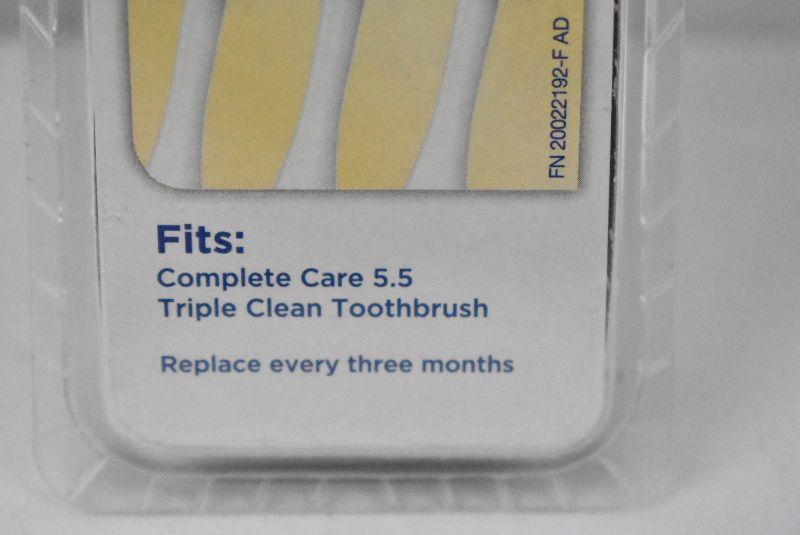 FN 20022192-F AD
Fits:
Complete Care 5.5
Triple Clean Toothbrush
Replace every three months